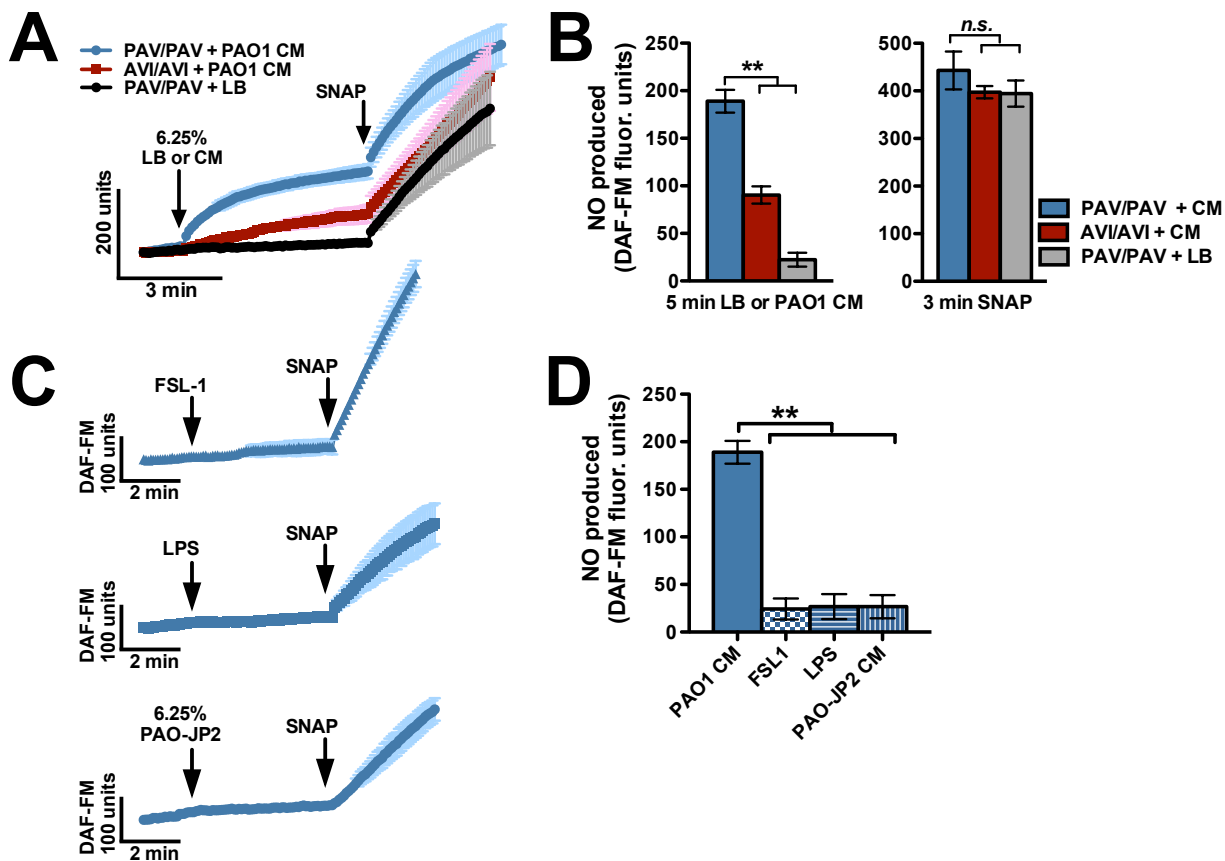 A
PAV/PAV + PAO1 CM
AVI/AVI + PAO1 CM
PAV/PAV + LB
6.25%
LB or CM
SNAP
200 units
3 min
B
NO produced
(DAF-FM fluor. units)
250
200
150
100
50
0
**
5 min LB or PAO1 CM
500
400
300
200
100
0
n.s.
3 min SNAP
PAV/PAV + CM
AVI/AVI + CM
PAV/PAV + LB
C
FSL-1
SNAP
DAF-FM
100 units
2 min
LPS
SNAP
DAF-FM
100 units
2 min
6.25%
PAO-JP2
SNAP
DAF-FM
100 units
2 min
D
NO produced
(DAF-FM fluor. units)
250
200
150
100
50
0
**
PAO1 CM
FSL1
LPS
PAO-JP2 CM